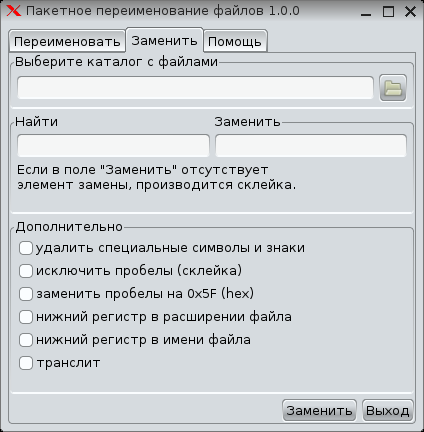 Пакетное переименование файлов 1.0.0
Переименовать Заменить Помощь
Выберите каталог с файлами
Найти Заменить
Если в поле "Заменить" отсутствует
элемент замены, производится склейка.
Дополнительно
удалить специальные символы и знаки
исключить пробелы (склейка)
заменить пробелы на 0x5F (hex)
нижний регистр в расширении файла
нижний регистр в имени файла
транслит
Заменить Выход